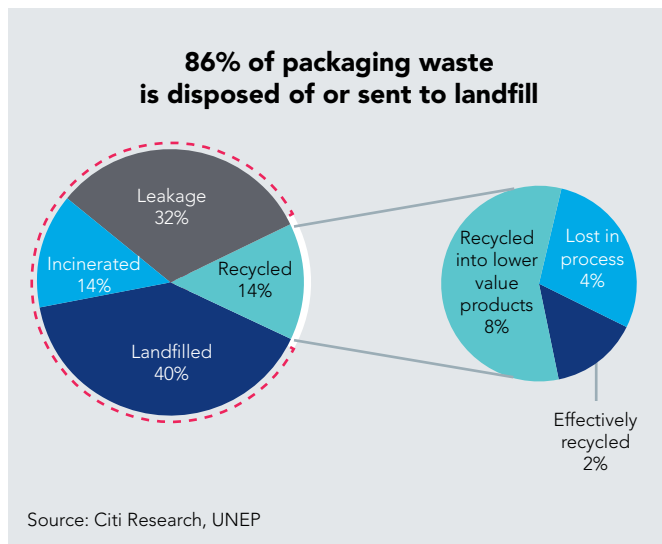 86% of packaging waste
is disposed of or sent to landfill
Leakage
32%
Incinerated
14%
Recycled
14%
Landfilled
40%
Recycled
into lower
value
products
8%
Lost in
process
4%
Effectively
recycled
2%
Source: Citi Research, UNEP